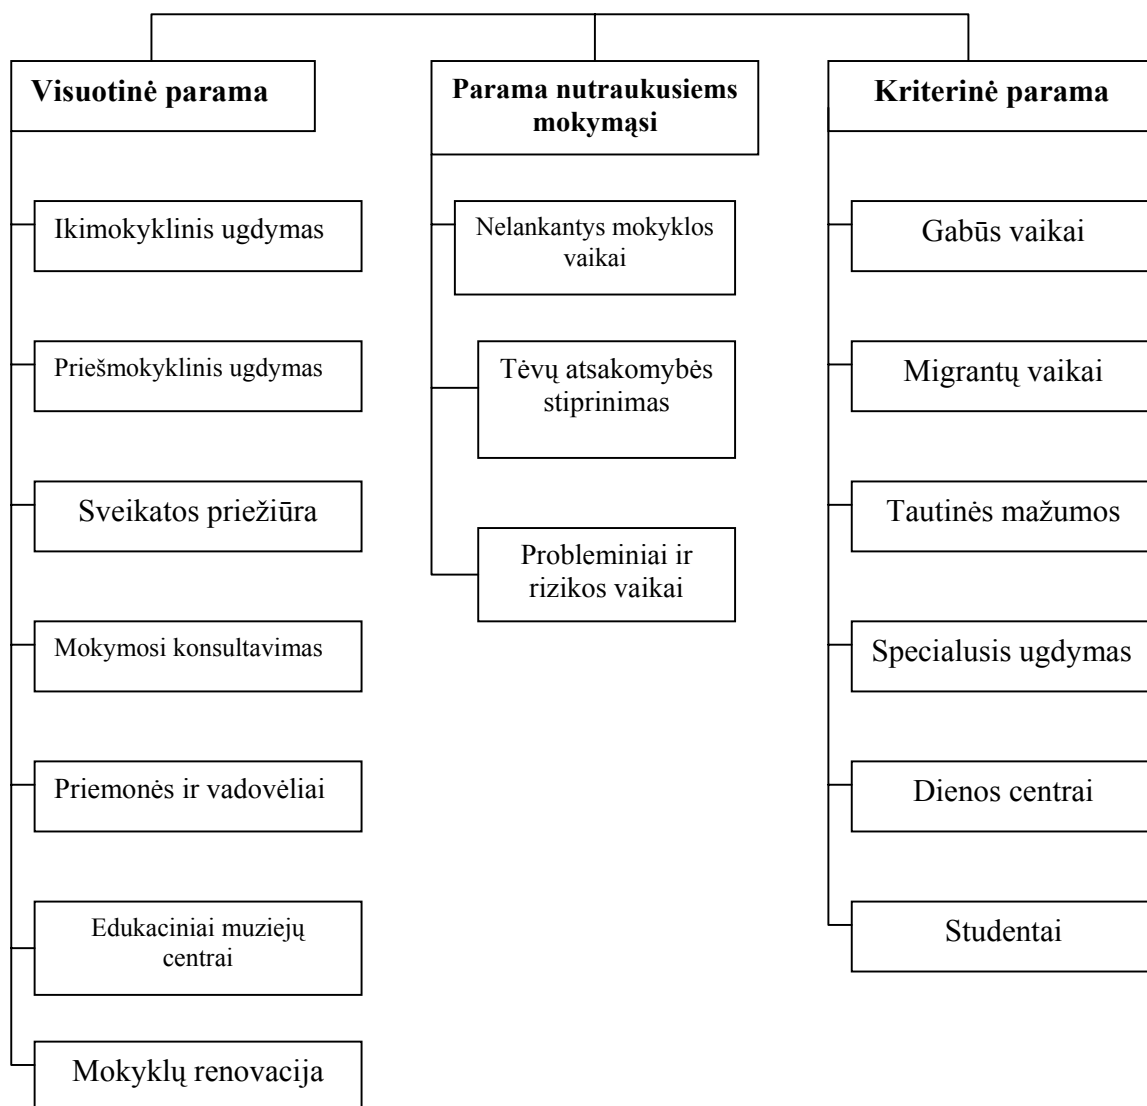 Visuotinė parama
Ikimokyklinis ugdymas
Priešmokyklinis ugdymas
Sveikatos priežiūra
Mokymosi konsultavimas
Priemonės ir vadovėliai
Edukaciniai muziejų
centrai
Mokyklų renovacija
Parama nutraukusiems
mokymąsi
Nelankantys mokyklos
vaikai
Tėvų atsakomybės
stiprinimas
Probleminiai ir
rizikos vaikai
Kriterinė parama
Gabūs vaikai
Migrantų vaikai
Tautinės mažumos
Specialusis ugdymas
Dienos centrai
Studentai